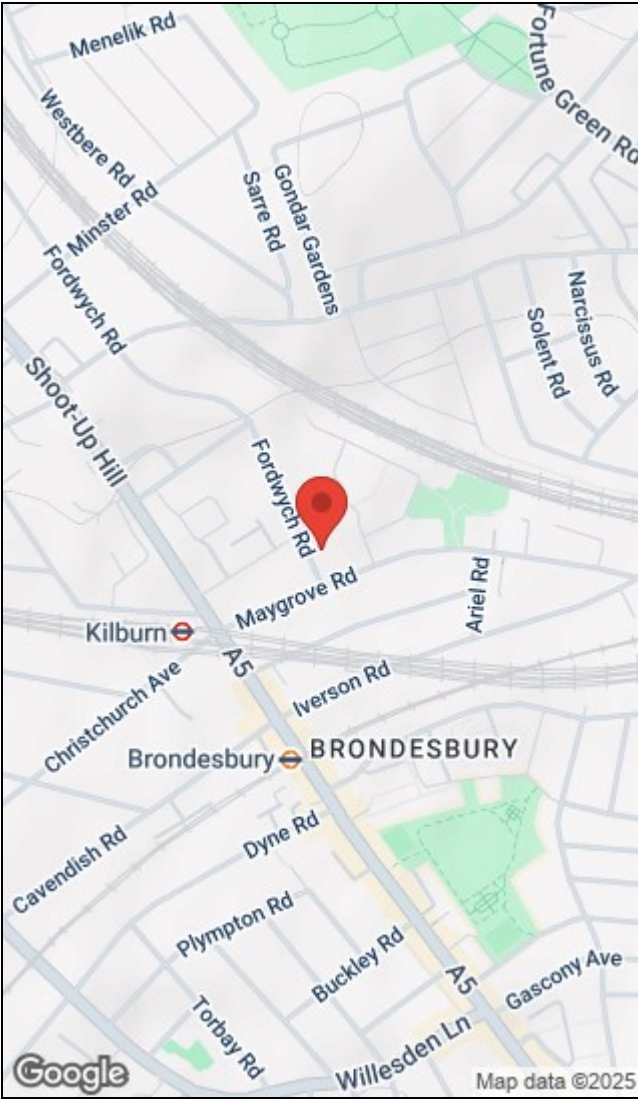 Menelik Rd
Fortune Green Rd
Westbere Rd
Minster Rd
Sarre Rd
Gondar Gardens
Fordwych Rd
Narcissus Rd
Solent Rd
Shoot-Up Hill
Fordwych Rd
Maygrove Rd
Ariel Rd
Kilburn
A5
Christchurch Ave
Iverson Rd
Brondesbury
BRONDESBURY
Dyne Rd
Cavendish Rd
Plympton Rd
Buckley Rd
A5
Gascony Ave
Torbay Rd
Willesden Ln
Google
Map data ©2025